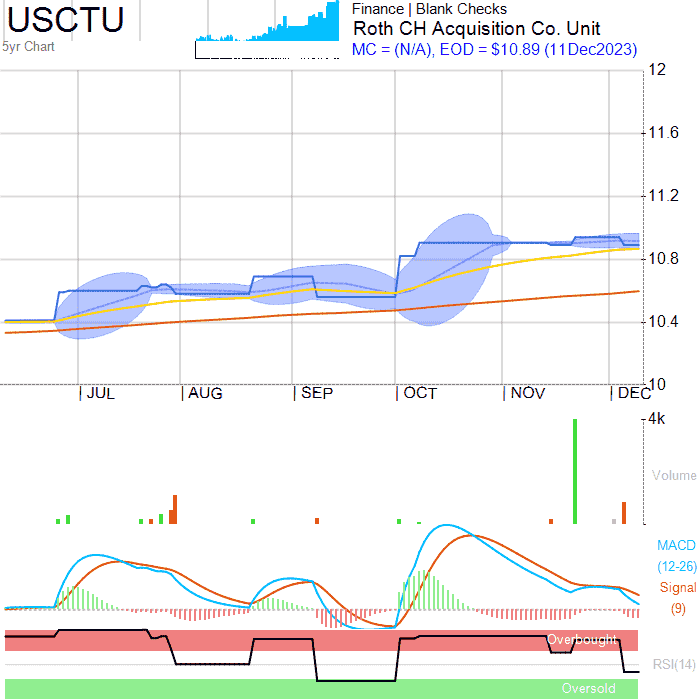 USCTU
5yr Chart
Finance | Blank Checks
Roth CH Acquisition Co. Unit
MC = (N/A), EOD = $10.89 (11Dec2023)
12
11.6
11.2
10.8
10.4
10
JUL AUG SEP OCT NOV DEC
4k
Volume
MACD
(12-26)
Signal
(9)
Overbought
RSI(14)
Oversold